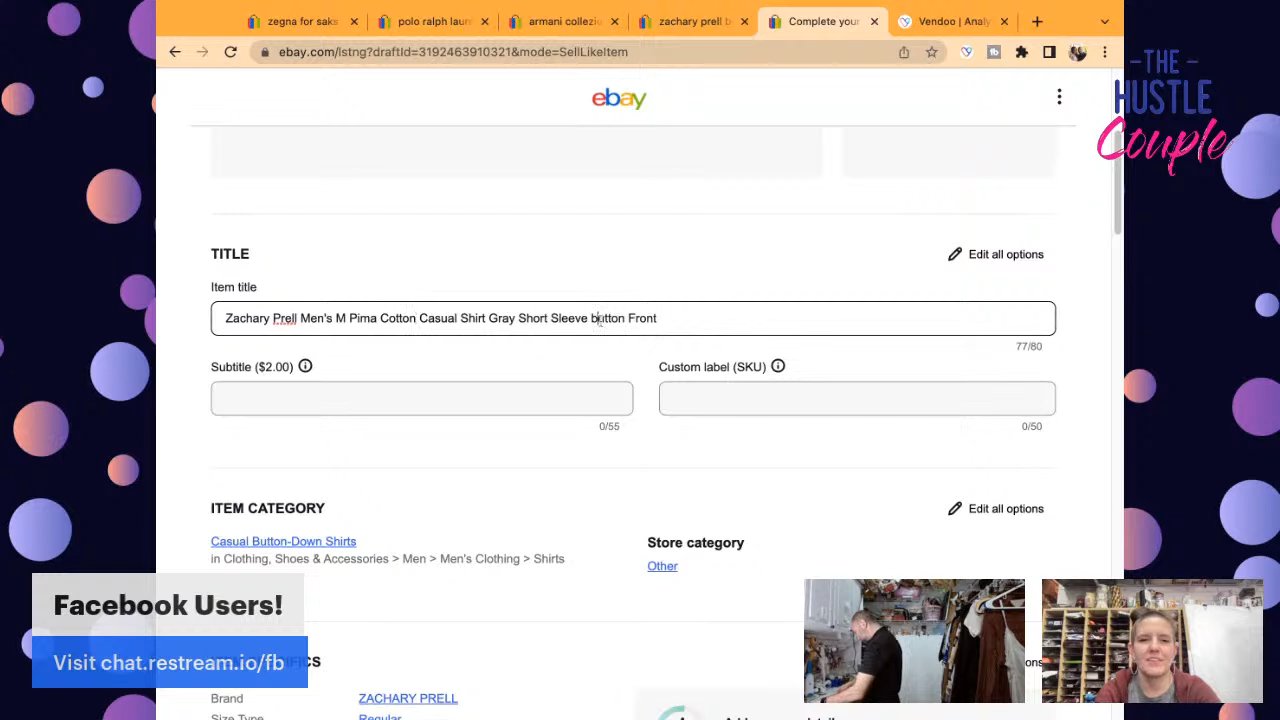 zegna for saks
polo ralph laure
armani collezio
zachary prell b
Complete your
Vendoo | Analy
ebay.com/lstng?draftId=3192463910321&mode=SellLikeItem
THE
HUSTLE
Couple
ebay
TITLE
Edit all options
Item title
Zachary Prell Men's M Pima Cotton Casual Shirt Gray Short Sleeve button Front
77/80
Subtitle ($2.00)
Custom label (SKU)
0/55
0/50
ITEM CATEGORY
Edit all options
Casual Button-Down Shirts
in Clothing, Shoes & Accessories > Men > Men's Clothing > Shirts
Store category
Other
Facebook Users!
Visit chat.restream.io/fb
Brand
ZACHARY PRELL
Size Type
Regular